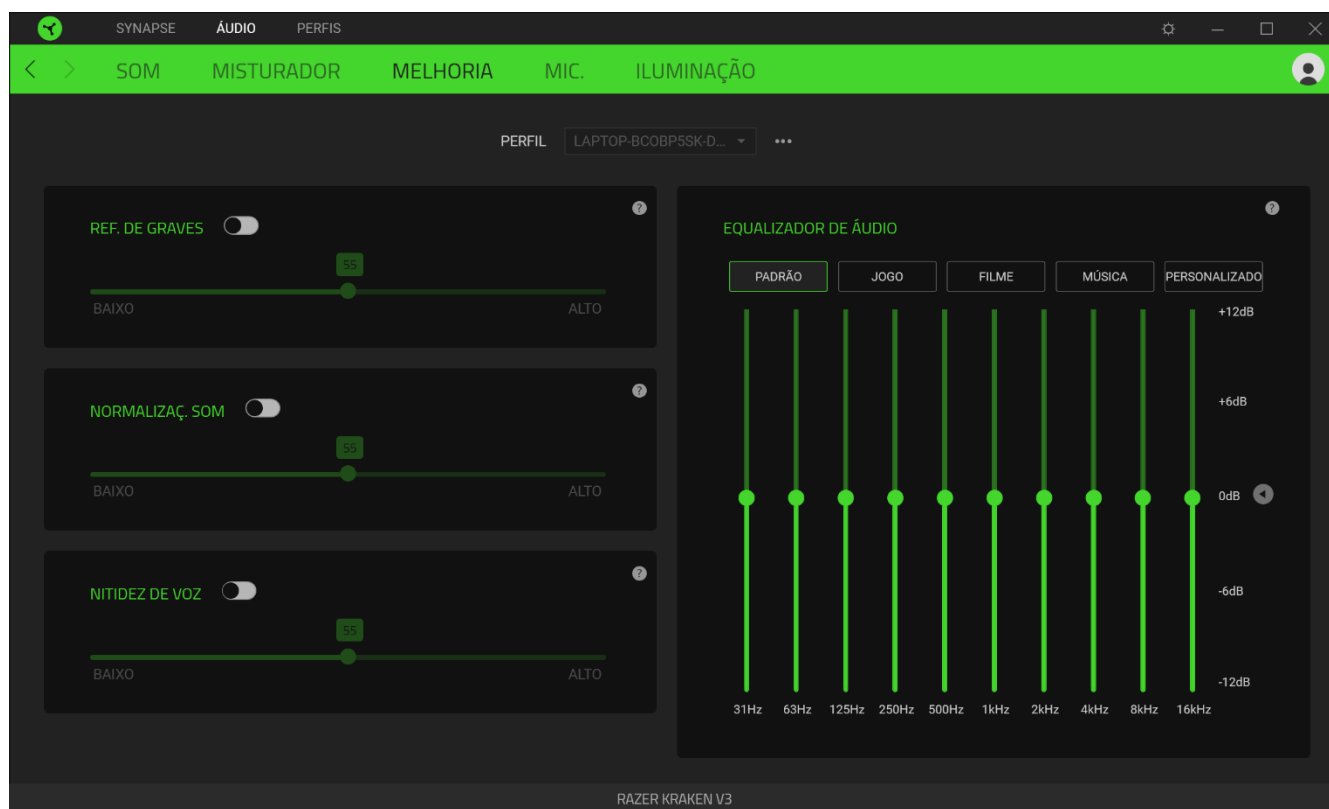 SYNAPSE ÁUDIO PERFIS
SOM MISTURADOR MELHORIA MIC. ILUMINAÇÃO
PERFIL LAPTOP-BCOBP5SK-D...
REF. DE GRAVES
55
BAIXO ALTO
NORMALIZAÇ. SOM
55
BAIXO ALTO
NITIDEZ DE VOZ
55
BAIXO ALTO
EQUALIZADOR DE ÁUDIO
PADRÃO JOGO FILME MÚSICA PERSONALIZADO
+12dB
+6dB
0dB
-6dB
-12dB
31Hz 63Hz 125Hz 250Hz 500Hz 1kHz 2kHz 4kHz 8kHz 16kHz
RAZER KRAKEN V3